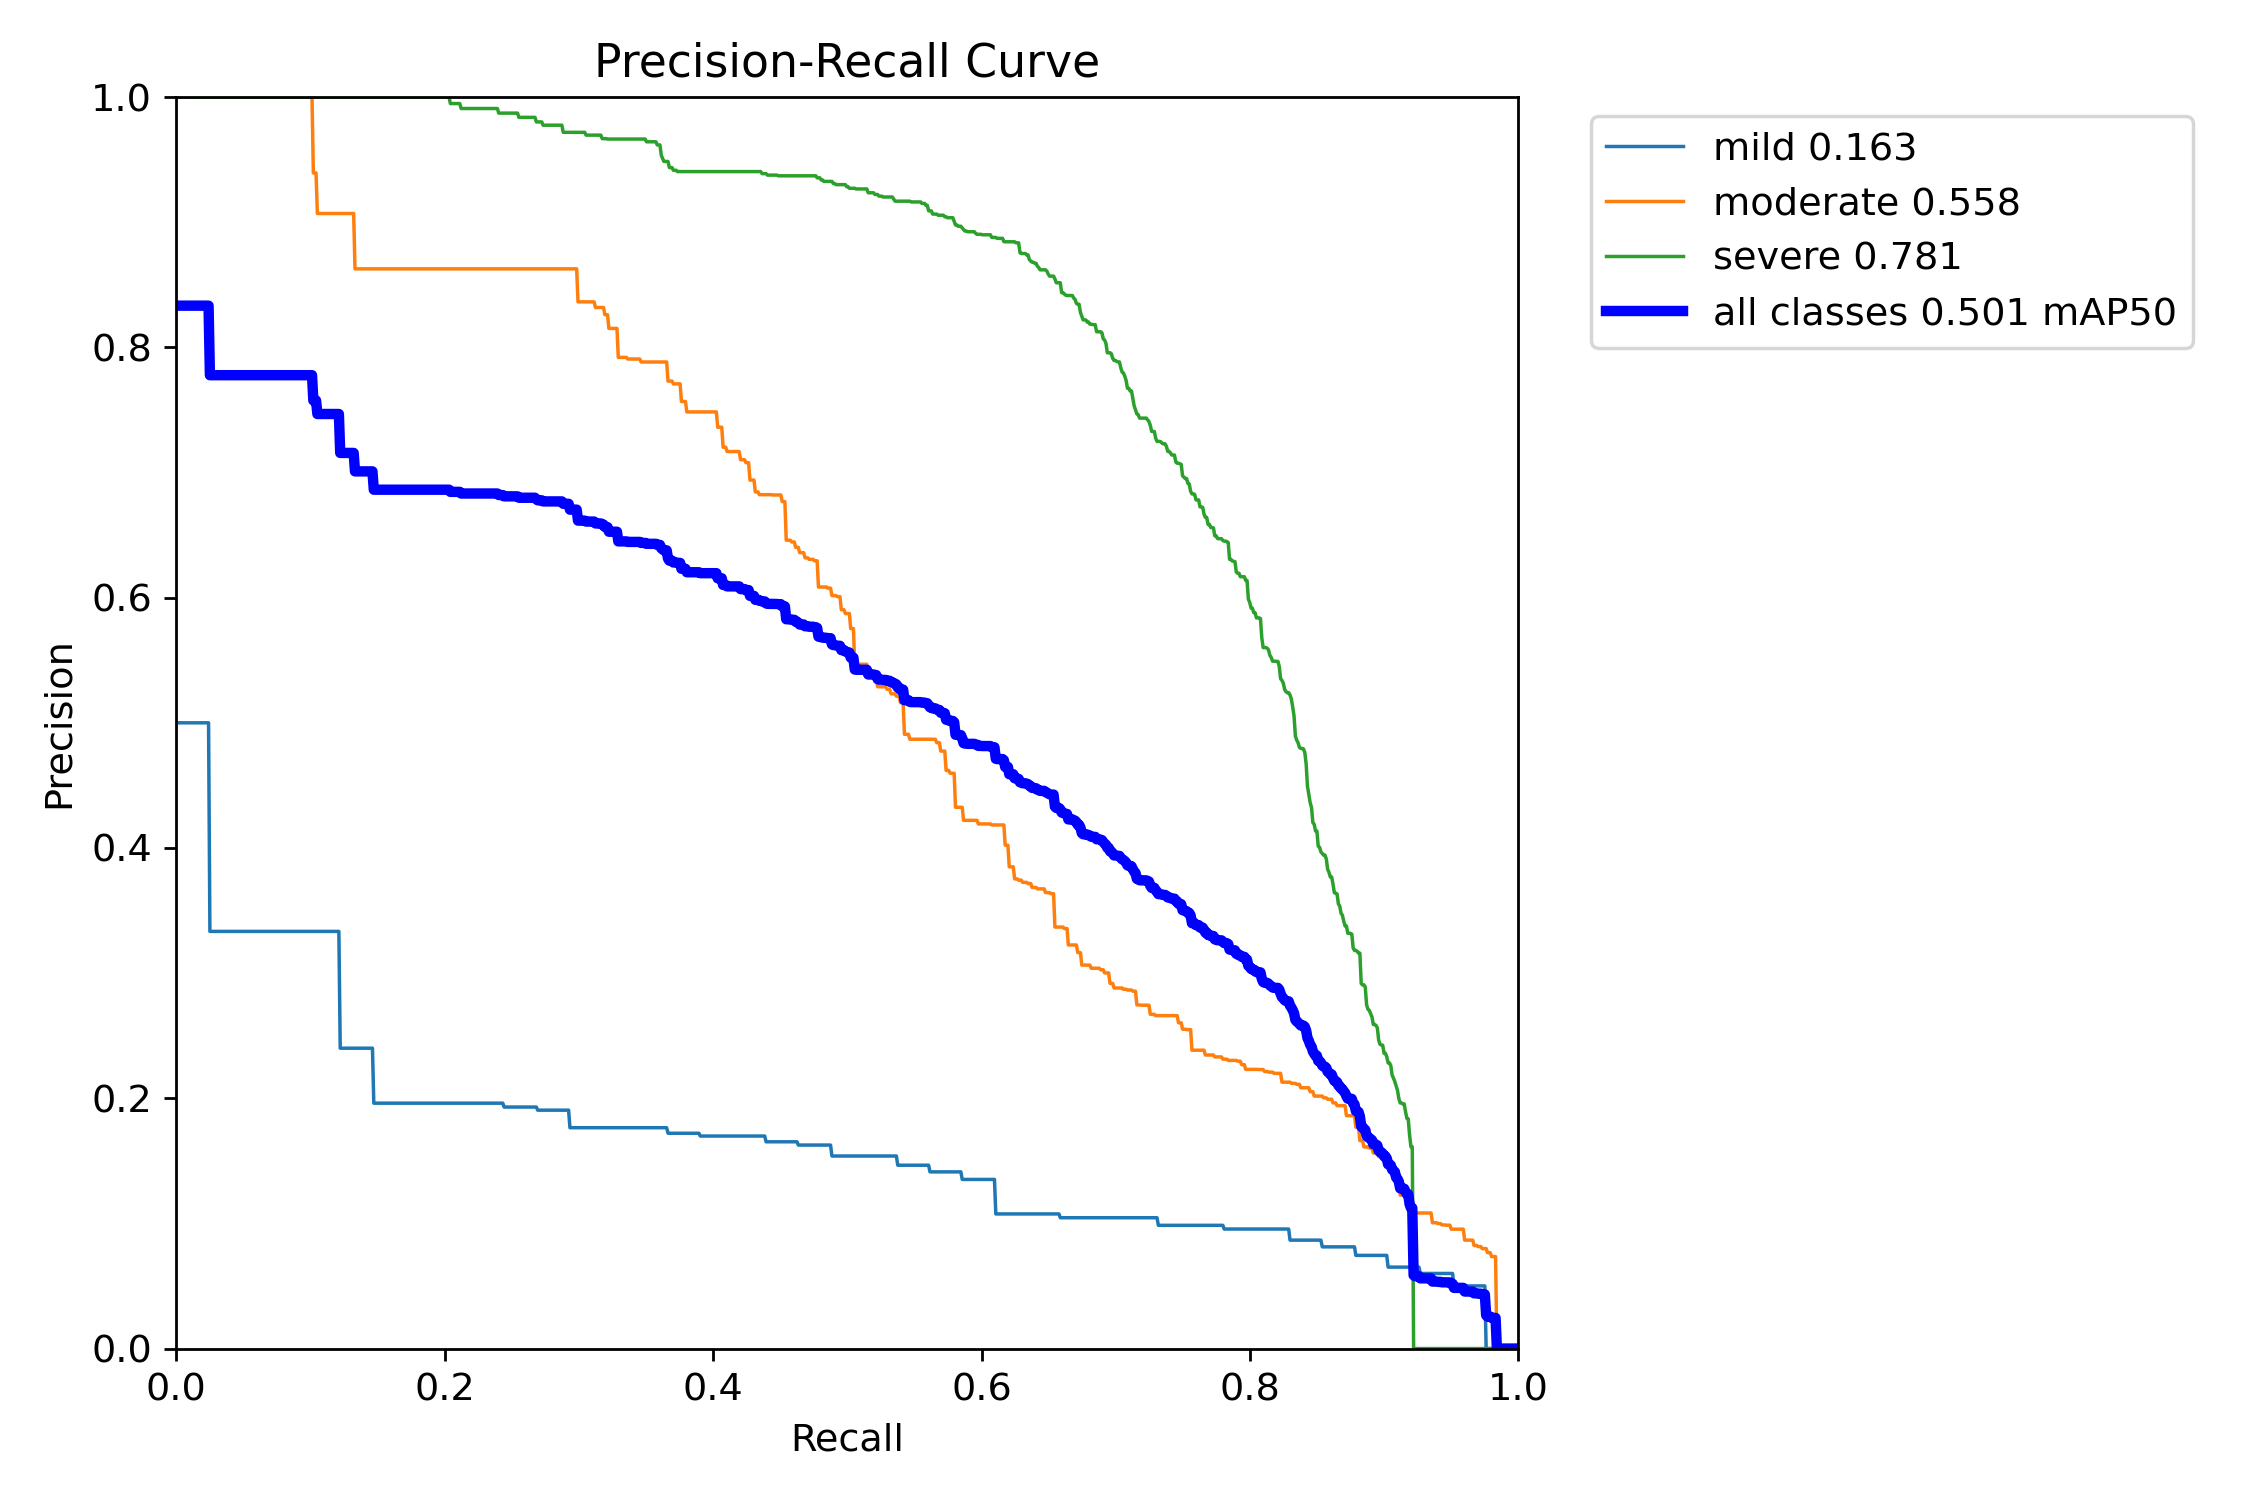 Precision-Recall Curve
1.0
0.8
0.6
0.4
0.2
0.0
Precision
0.0 0.2 0.4 0.6 0.8 1.0
Recall
mild 0.163
moderate 0.558
severe 0.781
all classes 0.501 mAP50